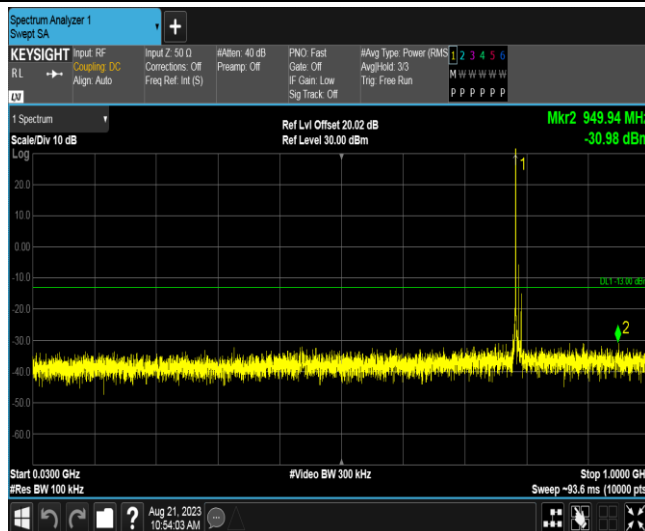 Spectrum Analyzer 1
Swept SA
+
KEYSIGHT
RL
Input: RF
Coupling: DC
Align: Auto
Input Z: 50 Ω
Corrections: Off
Freq Ref: Int (S)
#Atten: 40 dB
Preamp: Off
PNO: Fast
Gate: Off
IF Gain: Low
Sig Track: Off
#Avg Type: Power (RMS
Avg|Hold: 3/3
Trig: Free Run
1 2 3 4 5 6
M W W W W W
P P P P P P
1 Spectrum
Scale/Div 10 dB
Log
Ref Lvl Offset 20.02 dB
Ref Level 30.00 dBm
Mkr2 949.94 MHz
-30.98 dBm
1
20.0
10.0
0.00
-10.0
DL1 -13.00 dBm
-20.0
2
-30.0
-40.0
-50.0
-60.0
Start 0.0300 GHz
#Video BW 300 kHz
Stop 1.0000 GH
#Res BW 100 kHz
Sweep ~93.6 ms (10000 pts
?
Aug 21, 2023
10:54:03 AM